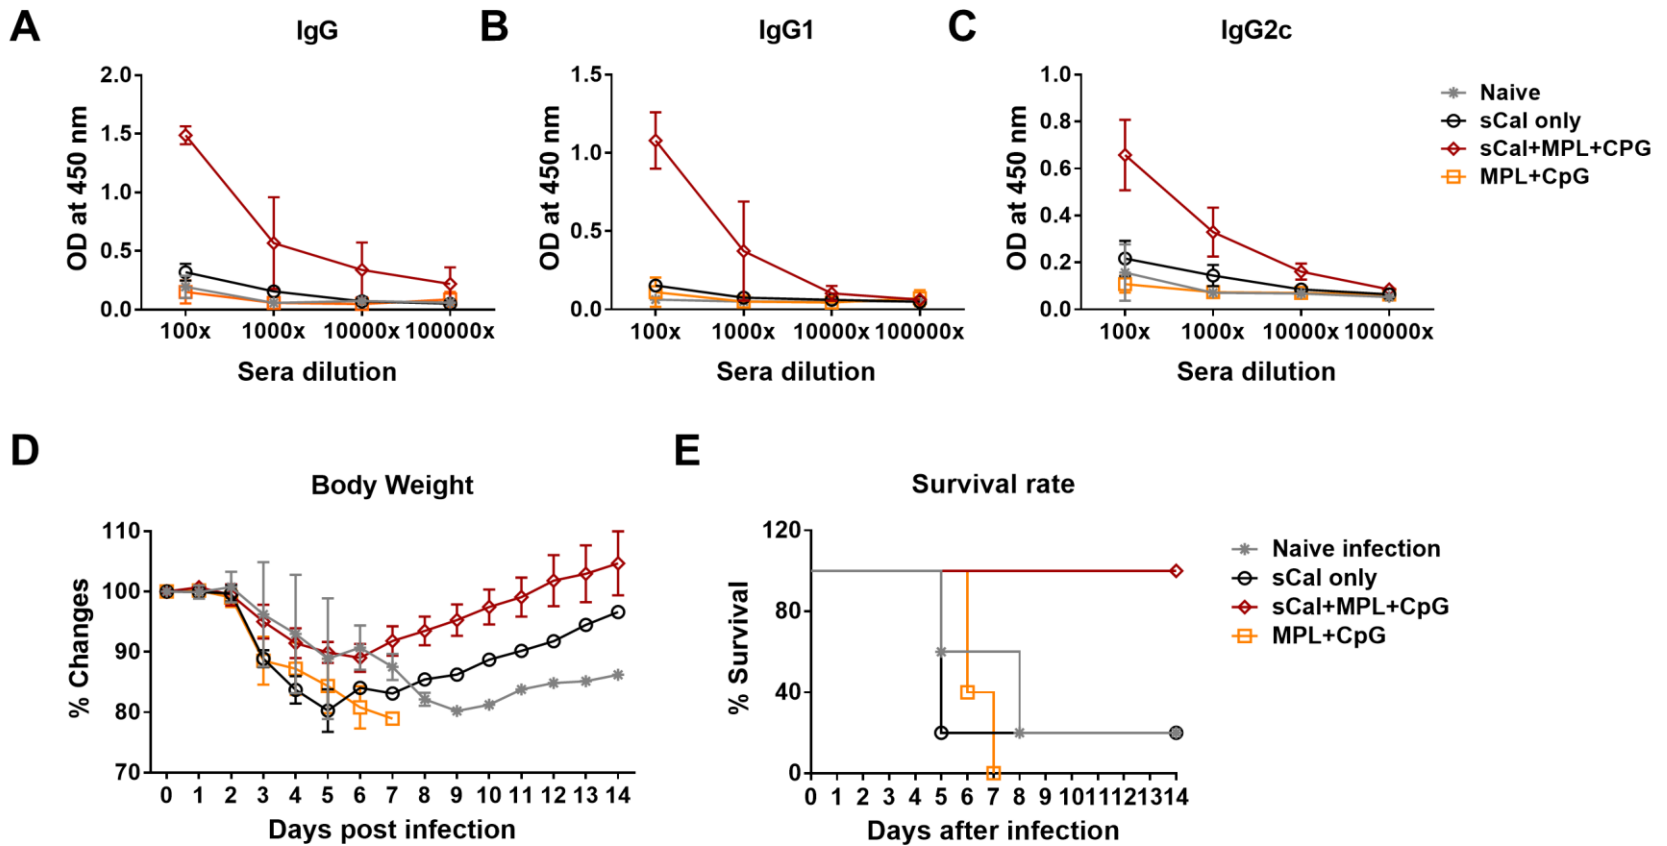 A
IgG
OD at 450 nm
2.0
1.5
1.0
0.5
0.0
100x 1000x 10000x 100000x
Sera dilution
B
IgG1
OD at 450 nm
1.5
1.0
0.5
0.0
100x 1000x 10000x 100000x
Sera dilution
C
IgG2c
OD at 450 nm
1.0
0.8
0.6
0.4
0.2
0.0
100x 1000x 10000x 100000x
Sera dilution
Naive
sCal only
sCal+MPL+CPG
MPL+CpG
D
Body Weight
% Changes
110
100
90
80
70
0 1 2 3 4 5 6 7 8 9 10 11 12 13 14
Days post infection
E
Survival rate
% Survival
120
80
40
0
0 1 2 3 4 5 6 7 8 9 10 11 12 13 14
Days after infection
Naive infection
sCal only
sCal+MPL+CpG
MPL+CpG